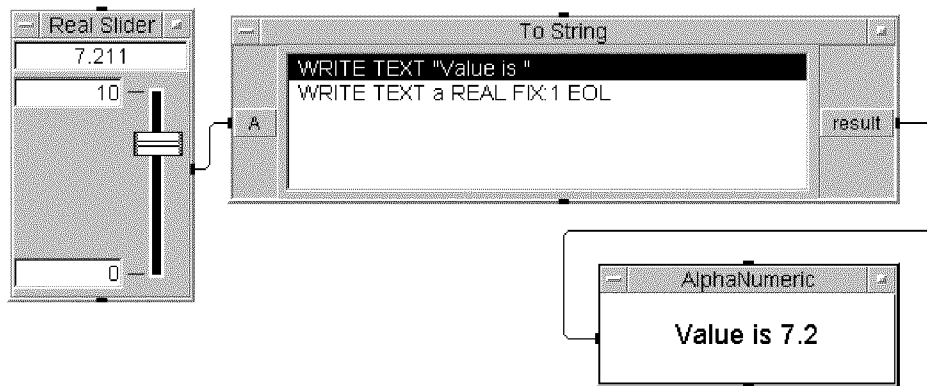 Real Slider
7.211
10
0
To String
A
WRITE TEXT "Value is "
WRITE TEXT a REAL FIX:1 EOL
result
AlphaNumeric
Value is 7.2